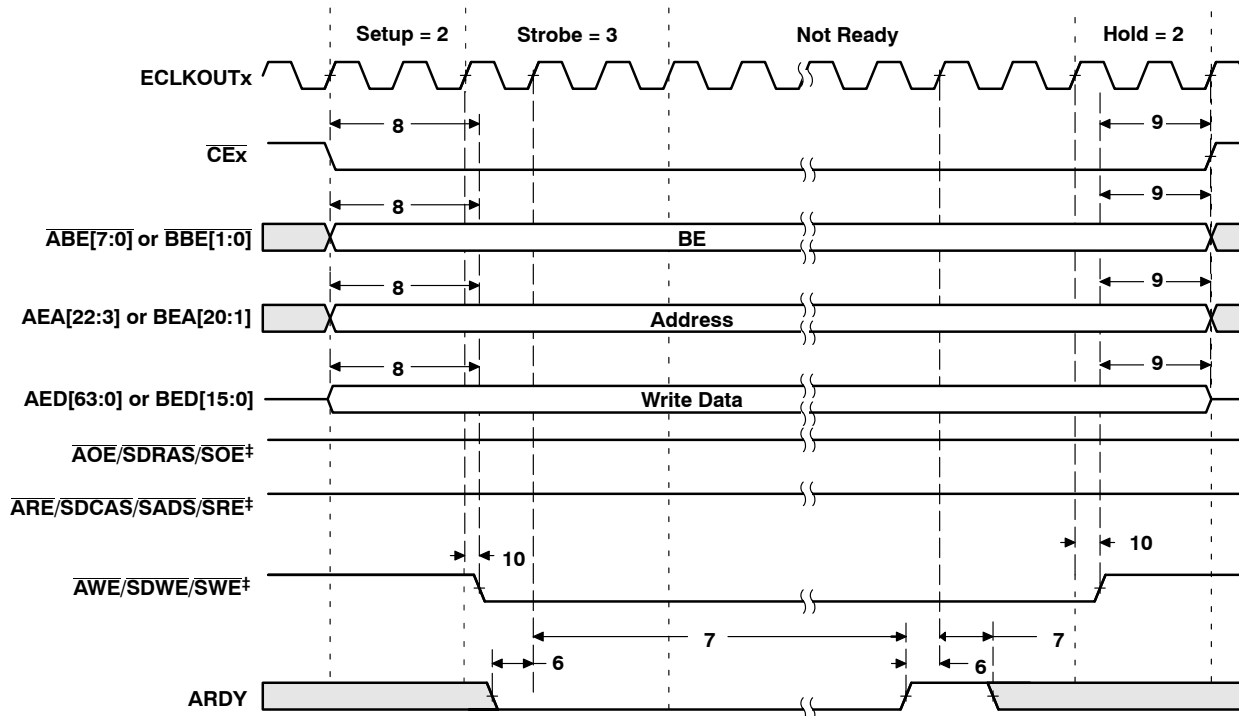 Setup = 2 Strobe = 3 Not Ready Hold = 2
ECLKOUTx
8 9
CEx
8 9
ABE[7:0] or BBE[1:0] BE
8 9
AEA[22:3] or BEA[20:1] Address
8 9
AED[63:0] or BED[15:0] Write Data
AOE/SDRAS/SOE‡
ARE/SDCAS/SADS/SRE‡
10 10
AWE/SDWE/SWE‡
7 7
6 6
ARDY